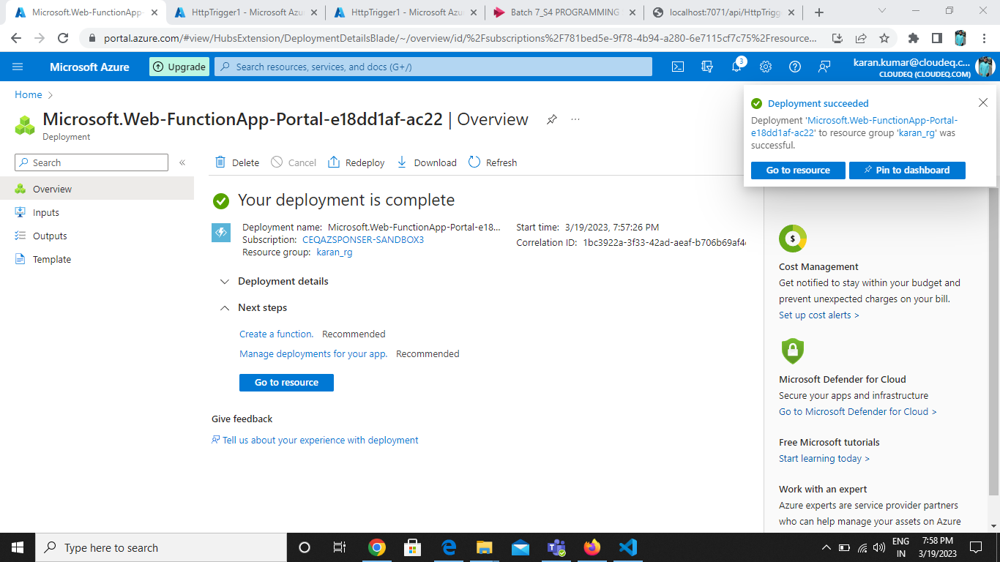 Microsoft.Web-FunctionApp-
HttpTrigger1 - Microsoft Azu
HttpTrigger1 - Microsoft Azu
Batch 7_S4 PROGRAMMING
localhost:7071/api/HttpTrigg
portal.azure.com/#view/HubsExtension/DeploymentDetailsBlade/~/overview/id/%2Fsubscriptions%2F781bed5e-9f78-4b94-a280-6e7115cf7c75%2Fresource...
Microsoft Azure
Upgrade
Search resources, services, and docs (G+/)
3
karan.kumar@cloudeq.c...
CLOUDEQ (CLOUDEQ.COM)
Home
Microsoft.Web-FunctionApp-Portal-e18dd1af-ac22 | Overview
Deployment
Deployment succeeded
Deployment 'Microsoft.Web-FunctionApp-Portal-
e18dd1af-ac22' to resource group 'karan_rg' was
successful.
Go to resource
Pin to dashboard
Search
Delete
Cancel
Redeploy
Download
Refresh
Overview
Inputs
Outputs
Template
Your deployment is complete
Deployment name: Microsoft.Web-FunctionApp-Portal-e18...
Subscription: CEQAZSPONSER-SANDBOX3
Resource group: karan_rg
Start time: 3/19/2023, 7:57:26 PM
Correlation ID: 1bc3922a-3f33-42ad-aeaf-b706b69af4
Deployment details
Next steps
Create a function. Recommended
Manage deployments for your app. Recommended
Go to resource
Give feedback
Tell us about your experience with deployment
$
Cost Management
Get notified to stay within your budget and
prevent unexpected charges on your bill.
Set up cost alerts >
Microsoft Defender for Cloud
Secure your apps and infrastructure
Go to Microsoft Defender for Cloud >
Free Microsoft tutorials
Start learning today >
Work with an expert
Azure experts are service provider partners
who can help manage your assets on Azure
Type here to search
ENG
IN
7:58 PM
3/19/2023